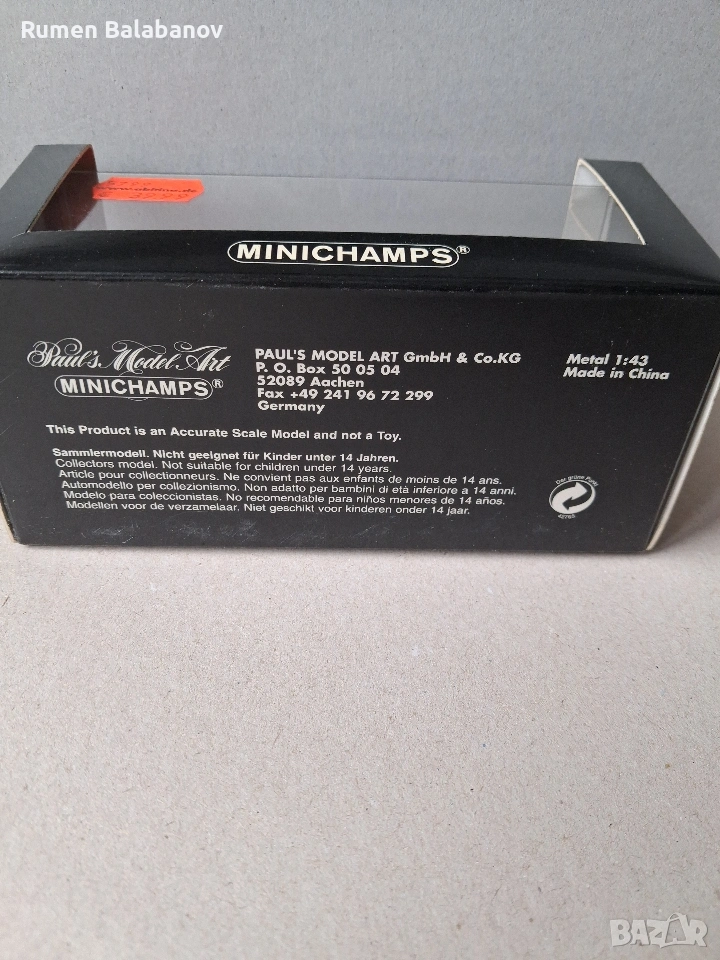 Rumen Balabanov
MINICHAMPS®
Paul's Model Art
MINICHAMPS®
PAUL'S MODEL ART GmbH & Co.KG
P. O. Box 50 05 04
52089 Aachen
Fax +49 241 96 72 299
Germany
Metal 1:43
Made in China
This Product is an Accurate Scale Model and not a Toy.
Sammlermodell. Nicht geeignet für Kinder unter 14 Jahren.
Collectors model. Not suitable for children under 14 years.
Article pour collectionneurs. Ne convient pas aux enfants de moins de 14 ans.
Automodello per collezionismo. Non adatto per bambini di età inferiore a 14 anni.
Modelo para coleccionistas. No recomendable para niños menores de 14 años.
Modellen voor de verzamelaar. Niet geschikt voor kinderen onder 14 jaar.
Der grüne Punkt
BAZAR